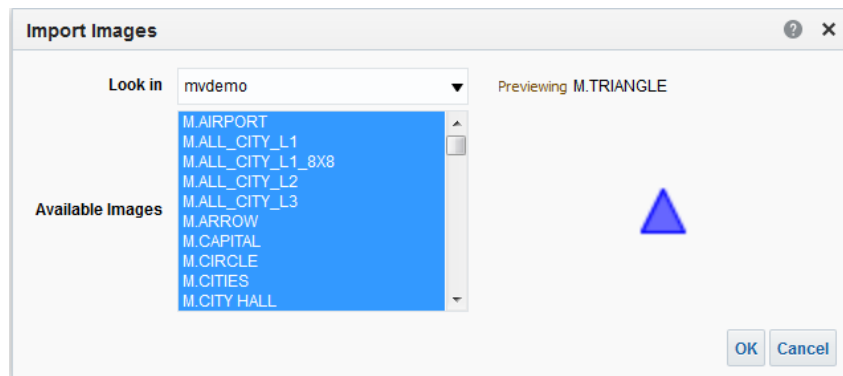 Import Images
Look in mvdemo
Previewing M.TRIANGLE
Available Images
M.AIRPORT
M.ALL_CITY_L1
M.ALL_CITY_L1_8X8
M.ALL_CITY_L2
M.ALL_CITY_L3
M.ARROW
M.CAPITAL
M.CIRCLE
M.CITIES
M.CITY HALL
OK Cancel